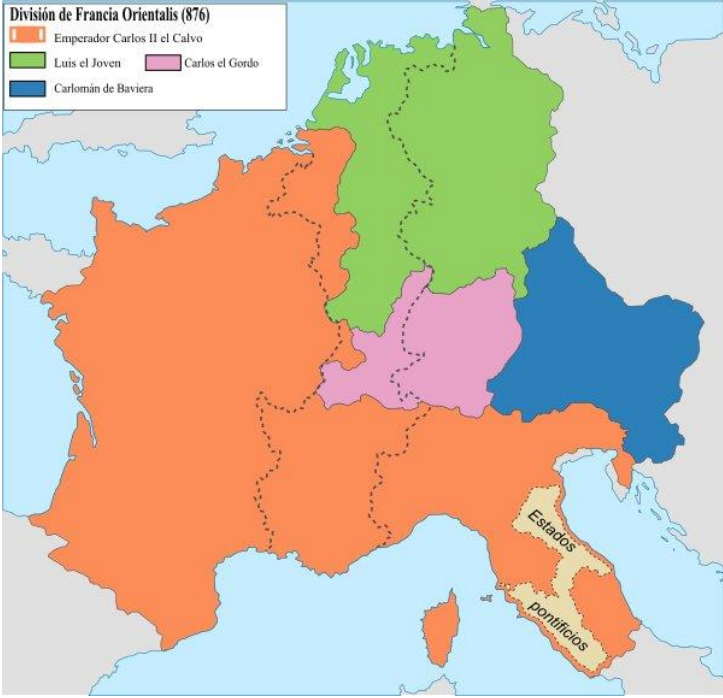 División de Francia Orientalis (876)
Emperador Carlos II el Calvo
Luis el Joven
Carlos el Gordo
Carlomán de Baviera
Estados
pontificios